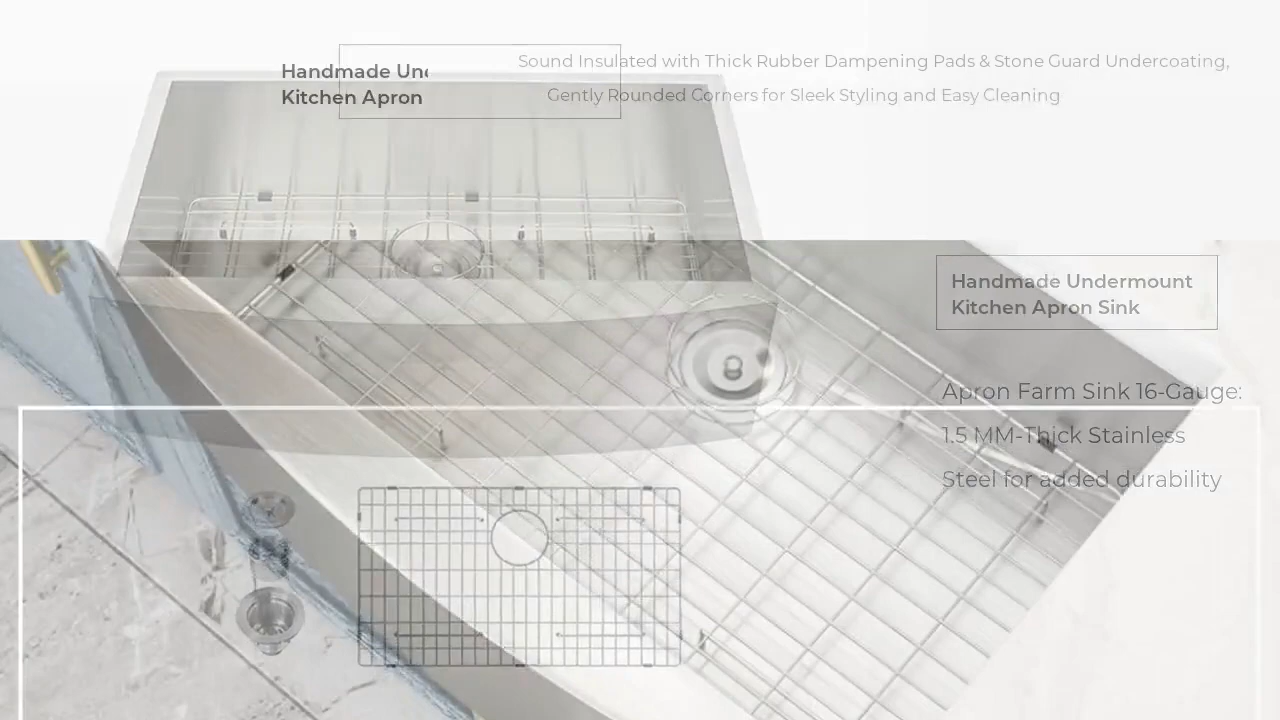 Handmade Un
Kitchen Apron
Sound Insulated with Thick Rubber Dampening Pads & Stone Guard Undercoating,
Gently Rounded Corners for Sleek Styling and Easy Cleaning
Handmade Undermount
Kitchen Apron Sink
Apron Farm Sink 16-Gauge:
1.5 MM-Thick Stainless
Steel for added durability